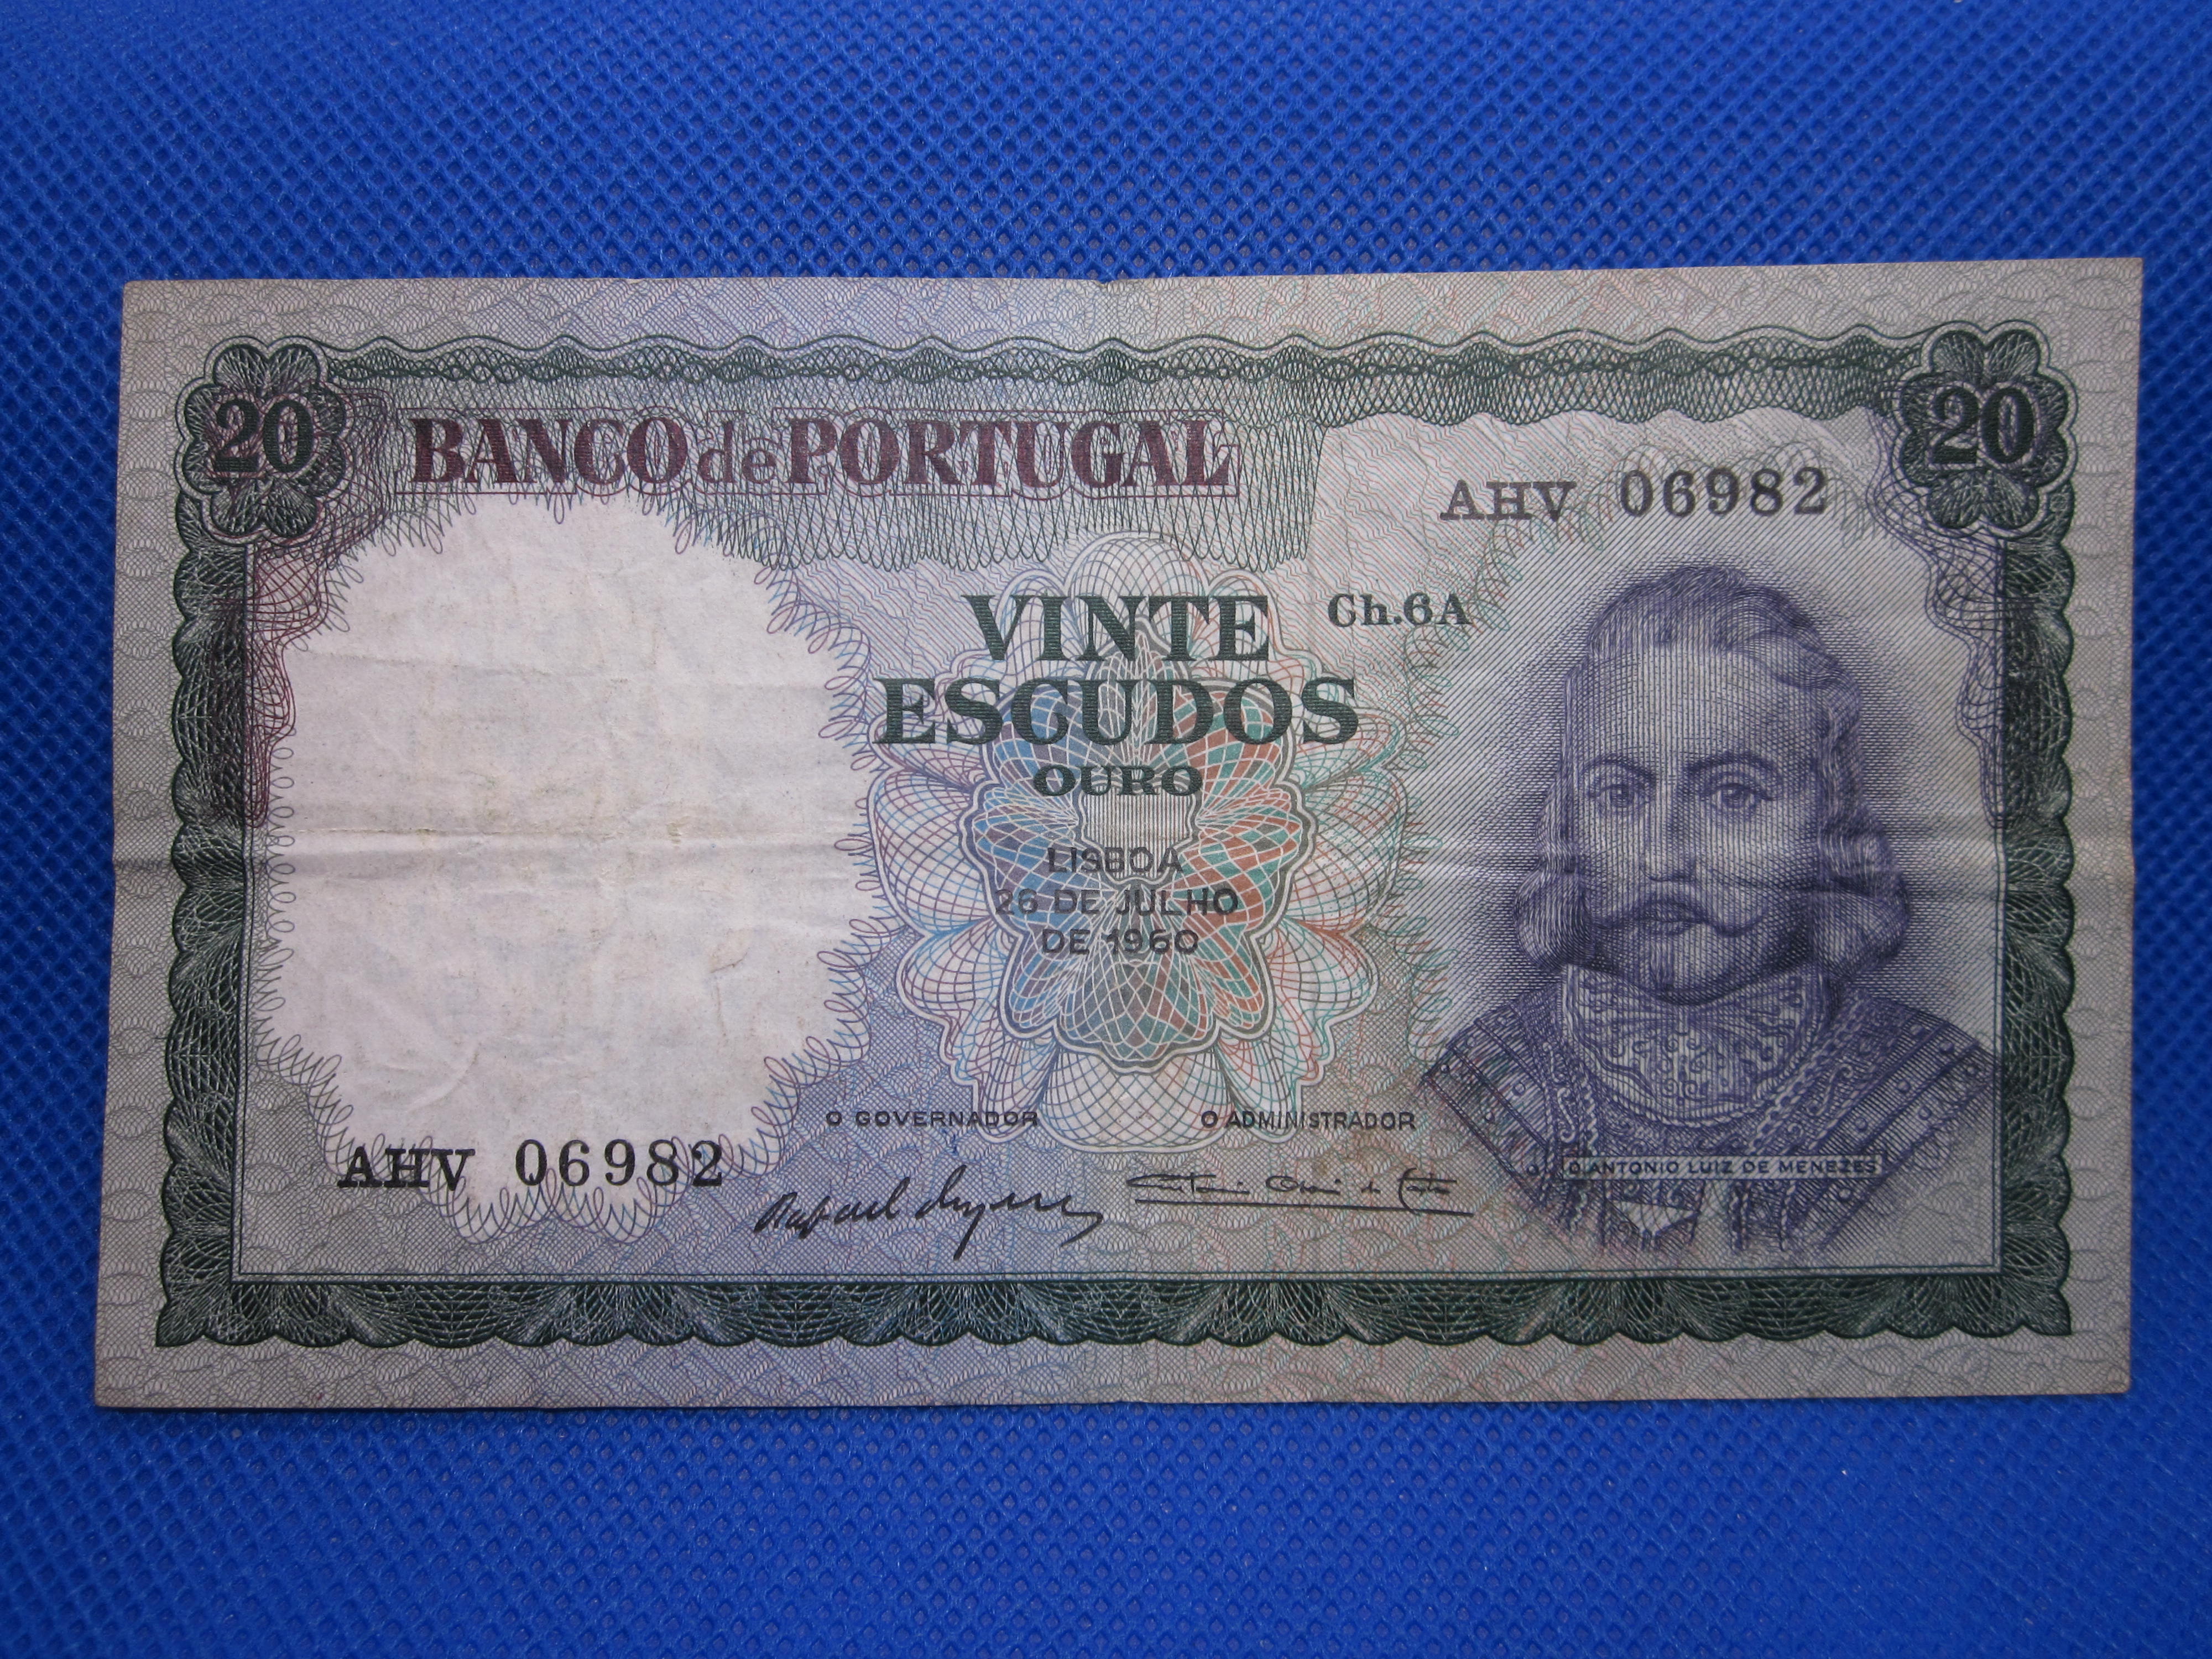 20
20
BANCO de PORTUGAL
AHV 06982
VINTE
Ch.6A
ESCUDOS
OURO
LISBOA
26 DE JULHO
DE 1960
O GOVERNADOR
O ADMINISTRADOR
AHV 06982
D. ANTONIO LUIZ DE MENEZES
Rafael